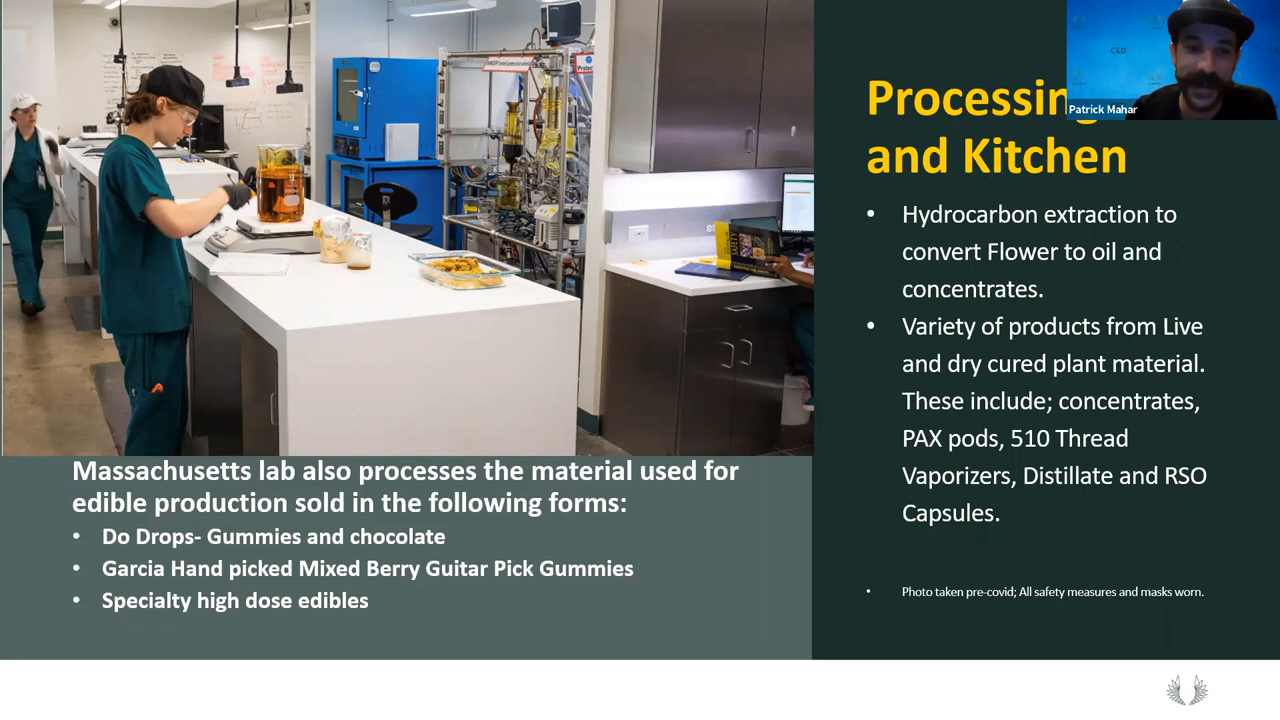 Processin
and Kitchen
Patrick Mahar
CED
• Hydrocarbon extraction to
convert Flower to oil and
concentrates.
• Variety of products from Live
and dry cured plant material.
These include; concentrates,
PAX pods, 510 Thread
Vaporizers, Distillate and RSO
Capsules.
• Photo taken pre-covid; All safety measures and masks worn.
Massachusetts lab also processes the material used for
edible production sold in the following forms:
• Do Drops- Gummies and chocolate
• Garcia Hand picked Mixed Berry Guitar Pick Gummies
• Specialty high dose edibles
SAFETY